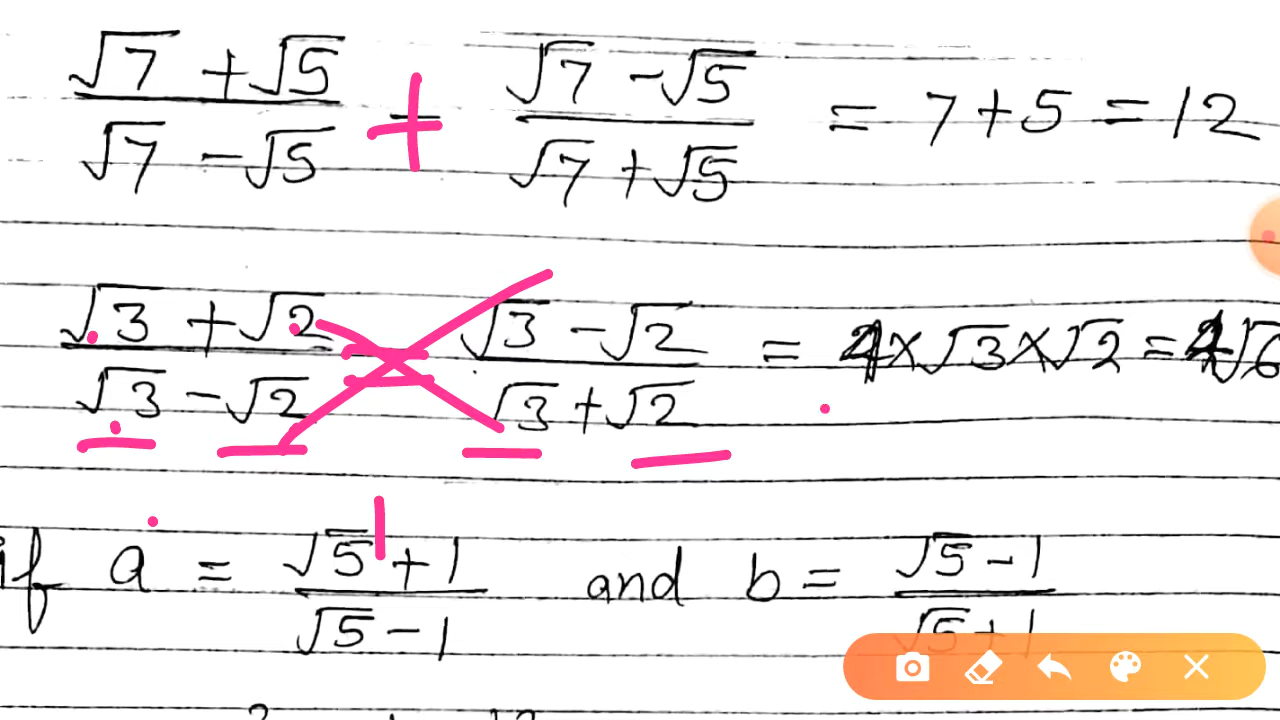 (√7 + √5)/(√7 − √5) + (√7 − √5)/(√7 + √5) = 7 + 5 = 12
(√3 + √2)/(√3 − √2) − (√3 − √2)/(√3 + √2) = 4×√3×√2 = 4√6
if a = (√5 + 1)/(√5 − 1) and b = (√5 − 1)/(√5 + 1)